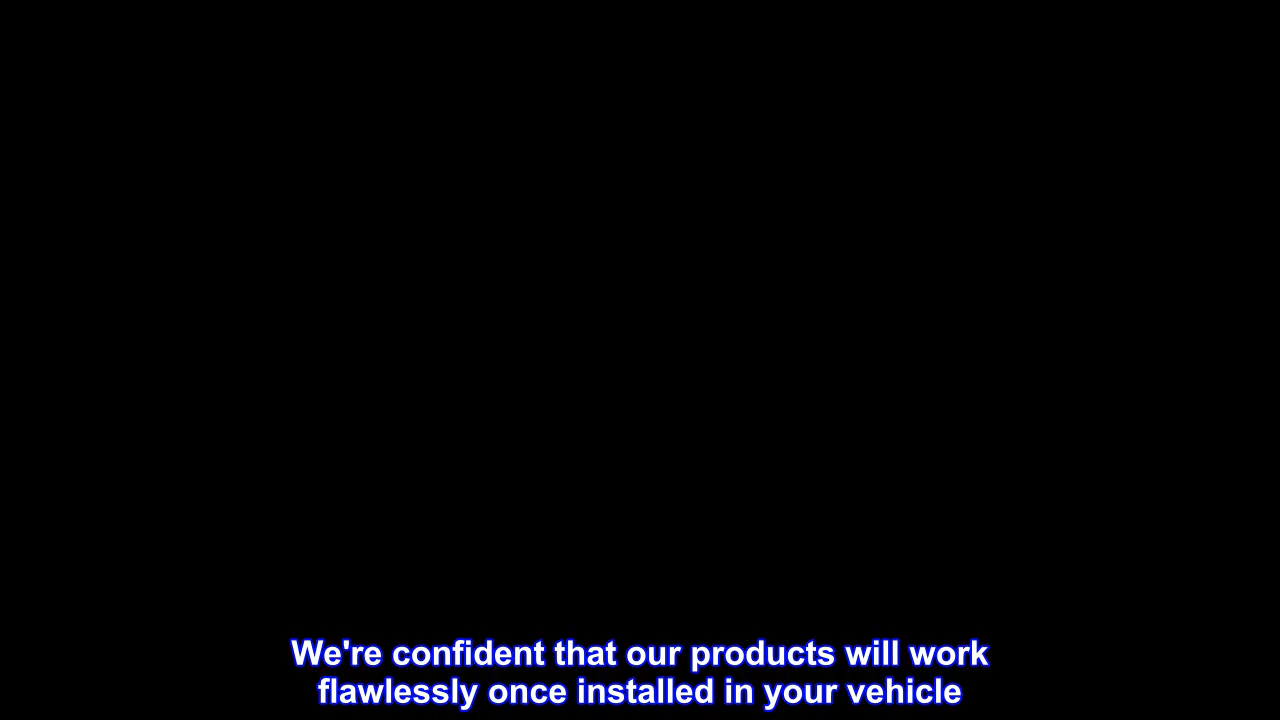 We're confident that our products will work
flawlessly once installed in your vehicle